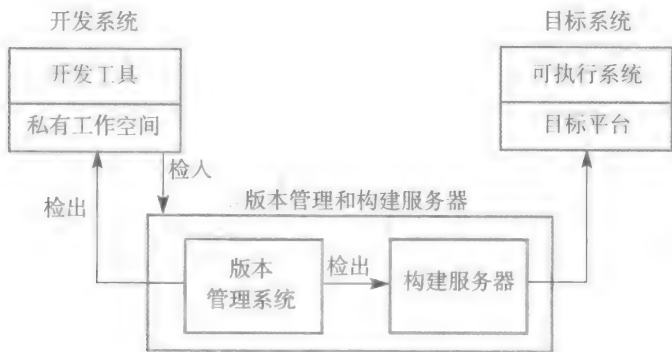 开发系统
目标系统
开发工具
可执行系统
私有工作空间
目标平台
检入
检出
版本管理和构建服务器
版本
管理系统
检出
构建服务器